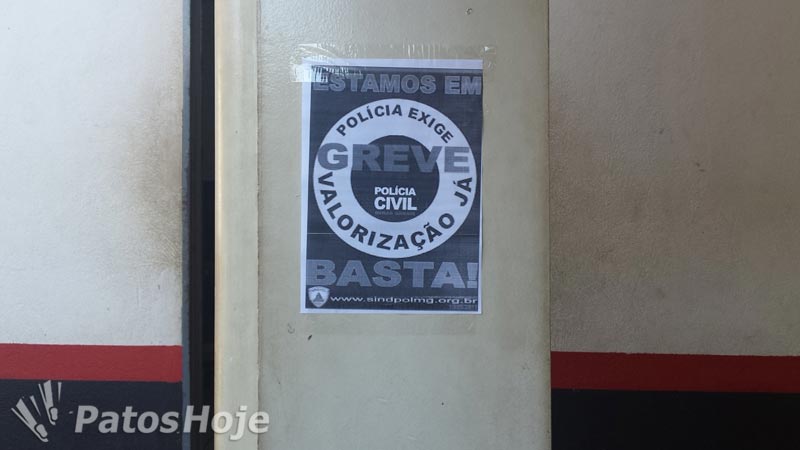 ESTAMOS EM
POLÍCIA EXIGE
GREVE
POLÍCIA
CIVIL
VALORIZAÇÃO JÁ
BASTA!
www.sindpolmg.org.br
PatosHoje